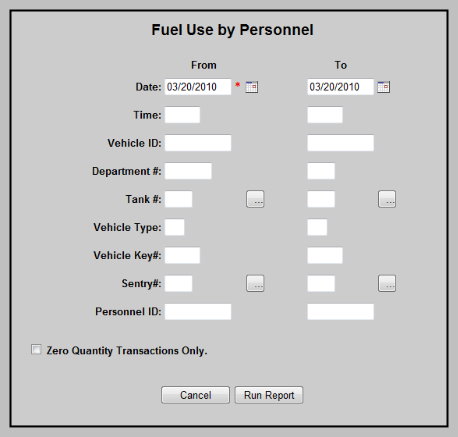 Fuel Use by Personnel
From To
Date: 03/20/2010 * 03/20/2010
Time:
Vehicle ID:
Department #:
Tank #: ... ...
Vehicle Type:
Vehicle Key#:
Sentry#: ... ...
Personnel ID:
Zero Quantity Transactions Only.
Cancel Run Report